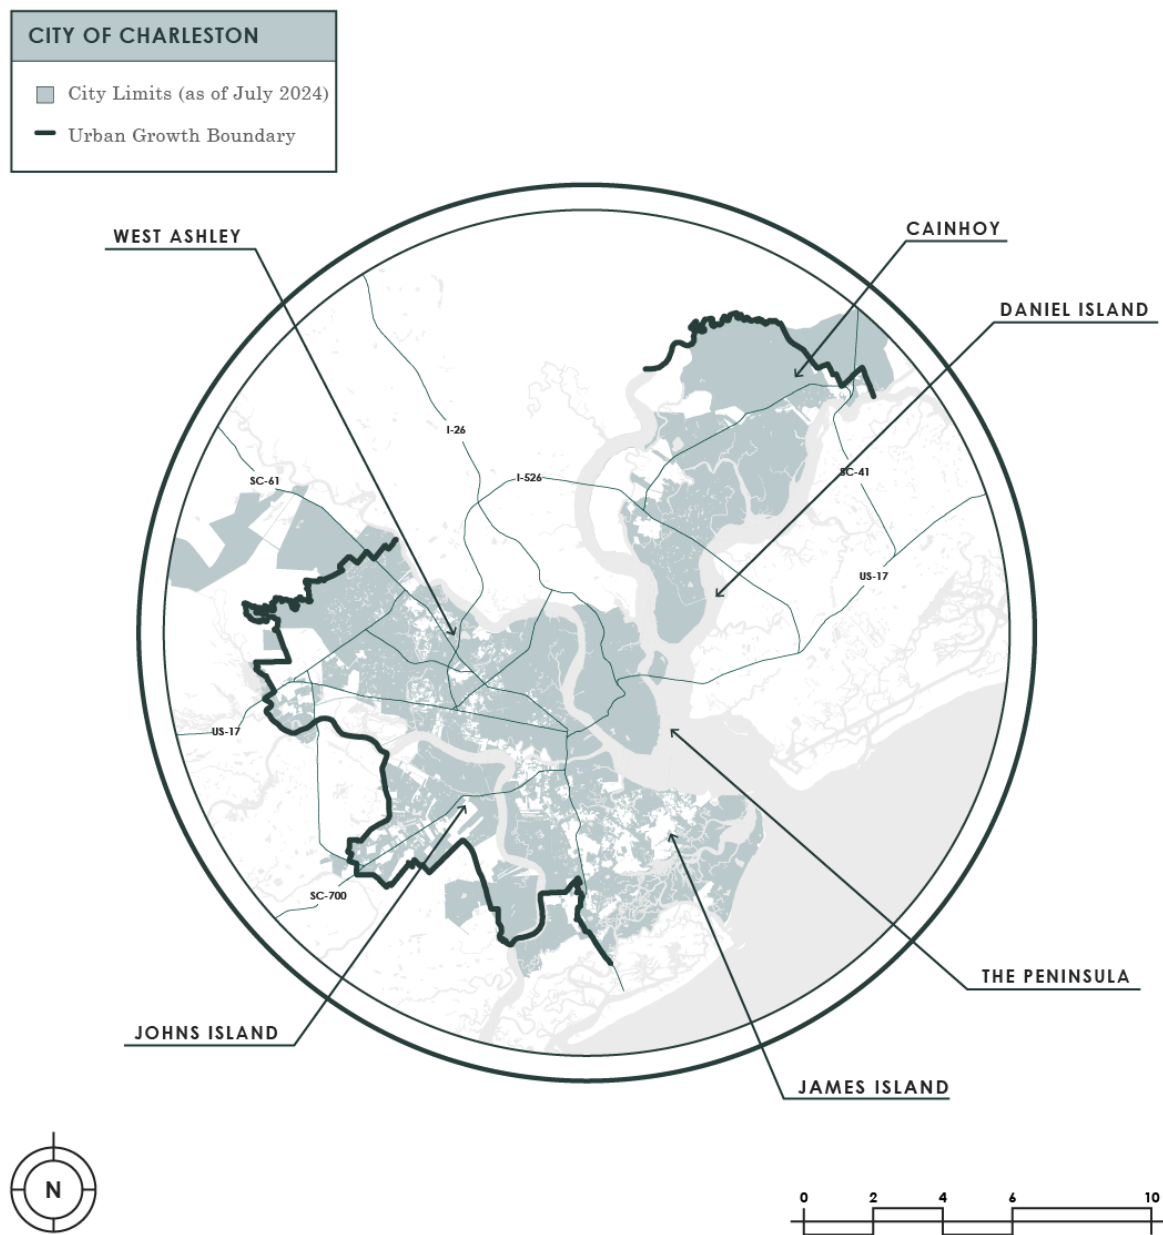 CITY OF CHARLESTON
City Limits (as of July 2024)
Urban Growth Boundary
WEST ASHLEY
CAINHOY
DANIEL ISLAND
I-26
SC-61
I-526
SC-41
US-17
US-17
SC-700
THE PENINSULA
JOHNS ISLAND
JAMES ISLAND
N
0 2 4 6 10